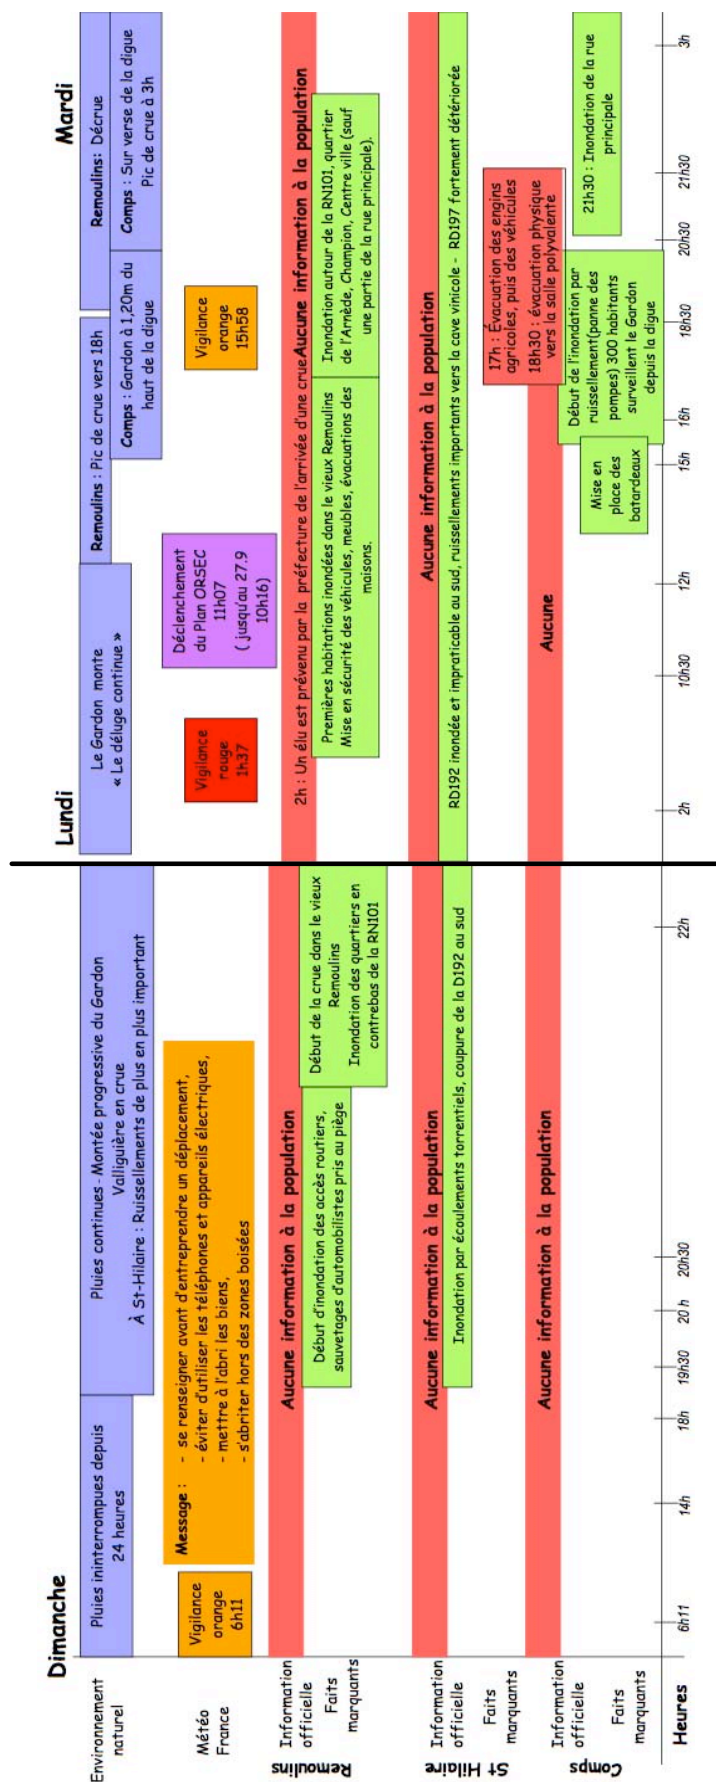 Dimanche
Lundi
Mardi
Environnement
naturel
Pluies ininterrompues depuis
24 heures
Pluies continues - Montée progressive du Gardon
Valliguière en crue
À St-Hilaire : Ruissellements de plus en plus important
Le Gardon monte
« Le déluge continue »
Remoulins : Pic de crue vers 18h
Remoulins: Décrue
Comps : Gardon à 1,20m du
haut de la digue
Comps : Sur verse de la digue
Pic de crue à 3h
Météo
France
Vigilance
orange
6h11
Message :
- se renseigner avant d'entreprendre un déplacement,
- éviter d'utiliser les téléphones et appareils électriques,
- mettre à l'abri les biens,
- s'abriter hors des zones boisées
Vigilance
rouge
1h37
Déclenchement
du Plan ORSEC
11h07
( jusqu'au 27.9
10h16)
Vigilance
orange
15h58
Remoulins
Information
officielle
Aucune information à la population
2h : Un élu est prévenu par la préfecture de l'arrivée d'une crue
Aucune information à la population
Faits
marquants
Début d'inondation des accès routiers,
sauvetages d'automobilistes pris au piège
Début de la crue dans le vieux
Remoulins
Inondation des quartiers en
contrebas de la RN101
Premières habitations inondées dans le vieux Remoulins
Mise en sécurité des véhicules, meubles, évacuations des
maisons.
Inondation autour de la RN101, quartier
de l'Arnède, Champion, Centre ville (sauf
une partie de la rue principale).
St Hilaire
Information
officielle
Aucune information à la population
Aucune information à la population
Faits
marquants
Inondation par écoulements torrentiels, coupure de la D192 au sud
RD192 inondée et impraticable au sud, ruissellements importants vers la cave vinicole - RD197 fortement détériorée
Comps
Information
officielle
Aucune information à la population
Aucune
17h : Évacuation des engins
agricoles, puis des véhicules
18h30 : évacuation physique
vers la salle polyvalente
Faits
marquants
Mise en
place des
batardeaux
Début de l'inondation par
ruissellement(panne des
pompes) 300 habitants
surveillent le Gardon
depuis la digue
21h30 : Inondation de la rue
principale
Heures
6h11
14h
18h
19h30
20h
20h30
22h
2h
10h30
12h
15h
16h
18h30
20h30
21h30
3h